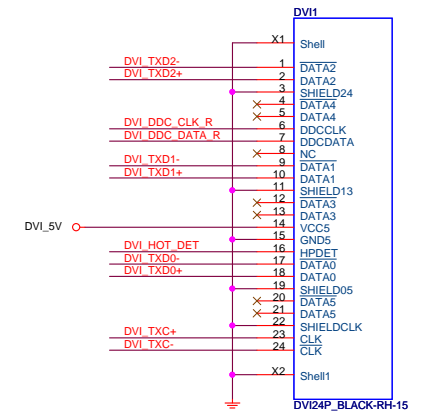 DVI1
X1 Shell
DVI_TXD2- 1 DATA2
DVI_TXD2+ 2 DATA2
3 SHIELD24
4 DATA4
5 DATA4
DVI_DDC_CLK_R 6 DDCCLK
DVI_DDC_DATA_R 7 DDCDATA
8 NC
DVI_TXD1- 9 DATA1
DVI_TXD1+ 10 DATA1
11 SHIELD13
12 DATA3
13 DATA3
DVI_5V 14 VCC5
15 GND5
DVI_HOT_DET 16 HPDET
DVI_TXD0- 17 DATA0
DVI_TXD0+ 18 DATA0
19 SHIELD05
20 DATA5
21 DATA5
22 SHIELDCLK
DVI_TXC+ 23 CLK
DVI_TXC- 24 CLK
X2 Shell1
DVI24P_BLACK-RH-15